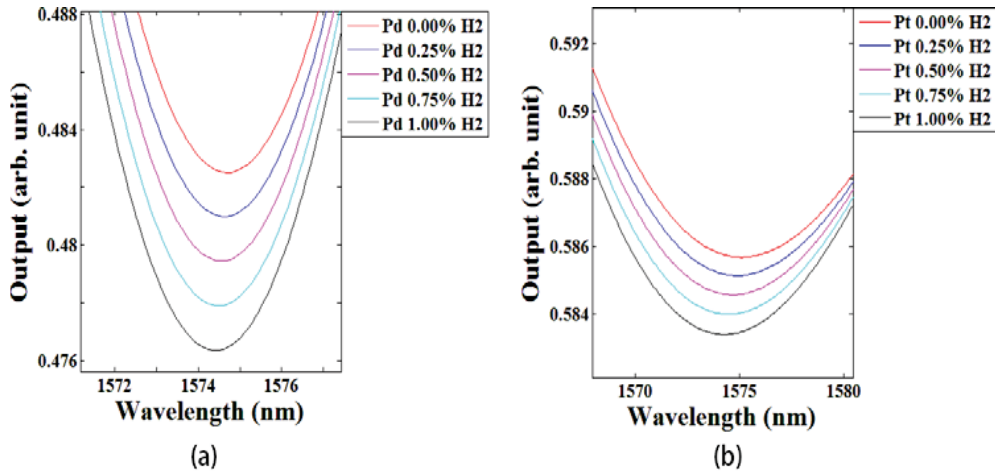 0.488
0.484
0.48
0.476
Output (arb. unit)
1572
1574
1576
Wavelength (nm)
Pd 0.00% H2
Pd 0.25% H2
Pd 0.50% H2
Pd 0.75% H2
Pd 1.00% H2
(a)
0.592
0.59
0.588
0.586
0.584
Output (arb. unit)
1570
1575
1580
Wavelength (nm)
Pt 0.00% H2
Pt 0.25% H2
Pt 0.50% H2
Pt 0.75% H2
Pt 1.00% H2
(b)